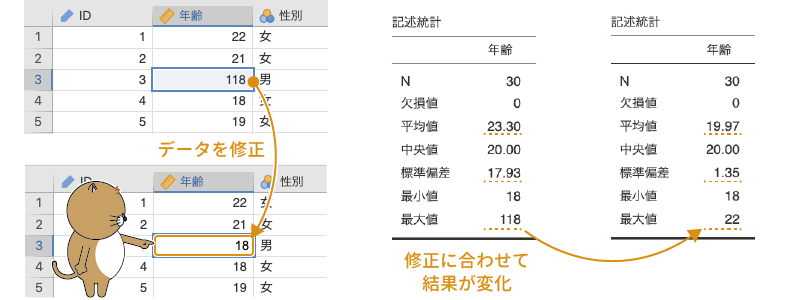 ID 年齢 性別
1 1 22 女
2 2 21 女
3 3 118 男
4 4 18 女
5 5 19 女
データを修正
ID 年齢 性別
1 1 22 女
2 2 21 女
3 18 男
4 4 18 女
5 5 19 女
記述統計
年齢
N 30
欠損値 0
平均値 23.30
中央値 20.00
標準偏差 17.93
最小値 18
最大値 118
記述統計
年齢
N 30
欠損値 0
平均値 19.97
中央値 20.00
標準偏差 1.35
最小値 18
最大値 22
修正に合わせて
結果が変化